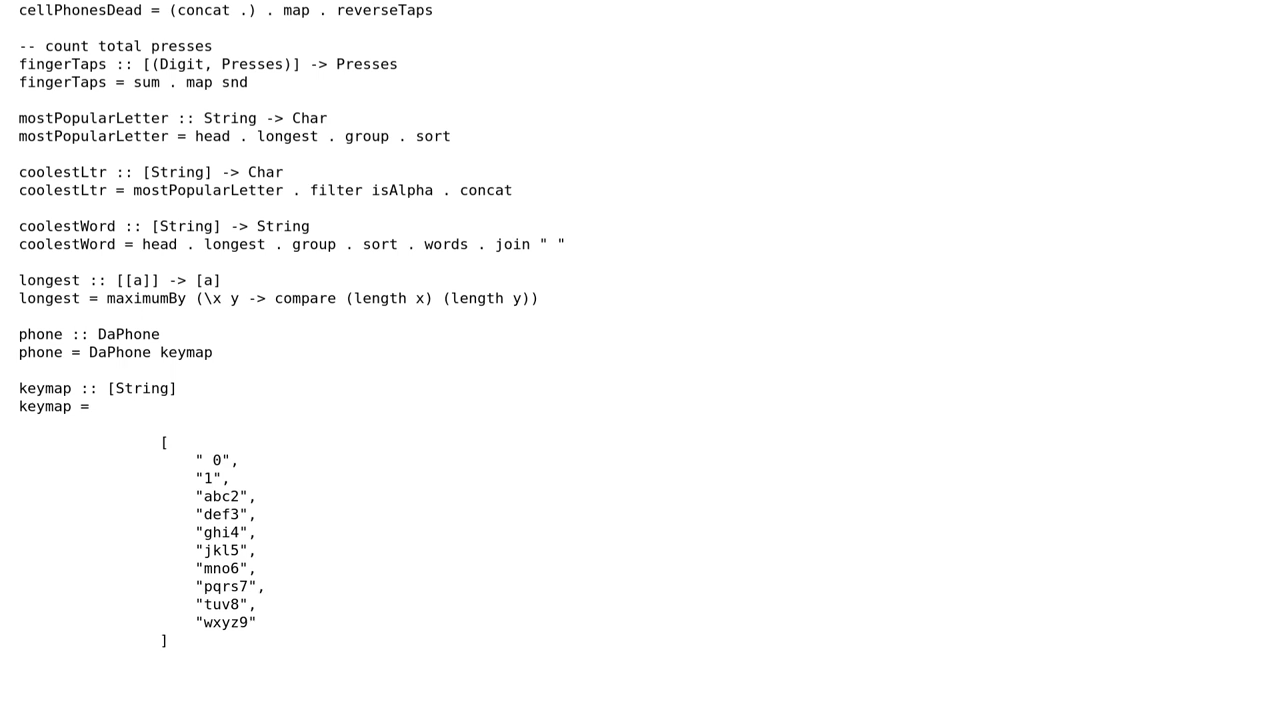 cellPhonesDead = (concat .) . map . reverseTaps
-- count total presses
fingerTaps :: [(Digit, Presses)] -> Presses
fingerTaps = sum . map snd
mostPopularLetter :: String -> Char
mostPopularLetter = head . longest . group . sort
coolestLtr :: [String] -> Char
coolestLtr = mostPopularLetter . filter isAlpha . concat
coolestWord :: [String] -> String
coolestWord = head . longest . group . sort . words . join " "
longest :: [[a]] -> [a]
longest = maximumBy (\x y -> compare (length x) (length y))
phone :: DaPhone
phone = DaPhone keymap
keymap :: [String]
keymap =
[
" 0",
"1",
"abc2",
"def3",
"ghi4",
"jkl5",
"mno6",
"pqrs7",
"tuv8",
"wxyz9"
]